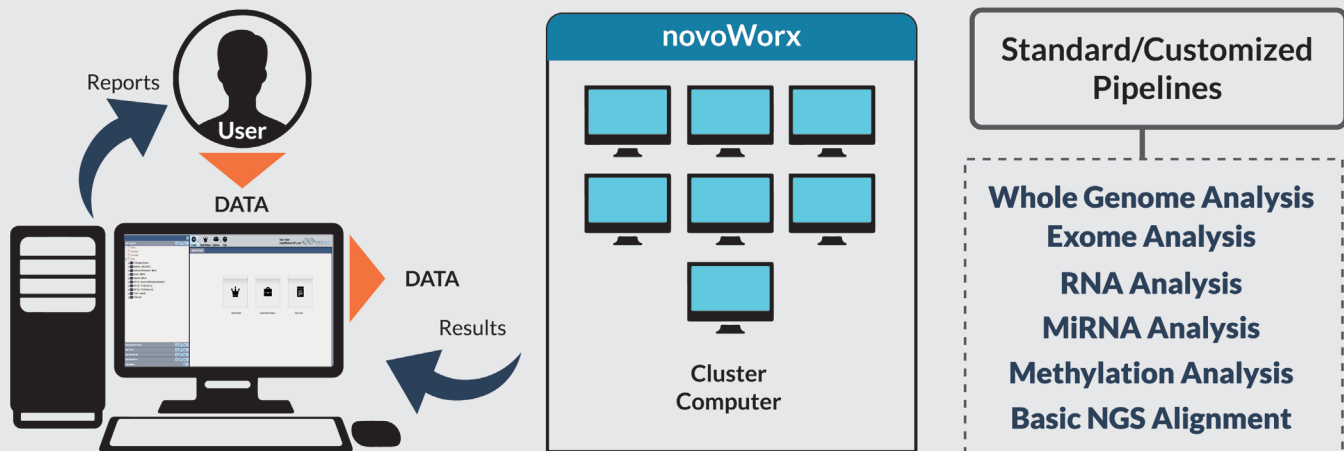 Reports
User
DATA
DATA
Results
novoWorx
Cluster
Computer
Standard/Customized
Pipelines
Whole Genome Analysis
Exome Analysis
RNA Analysis
MiRNA Analysis
Methylation Analysis
Basic NGS Alignment